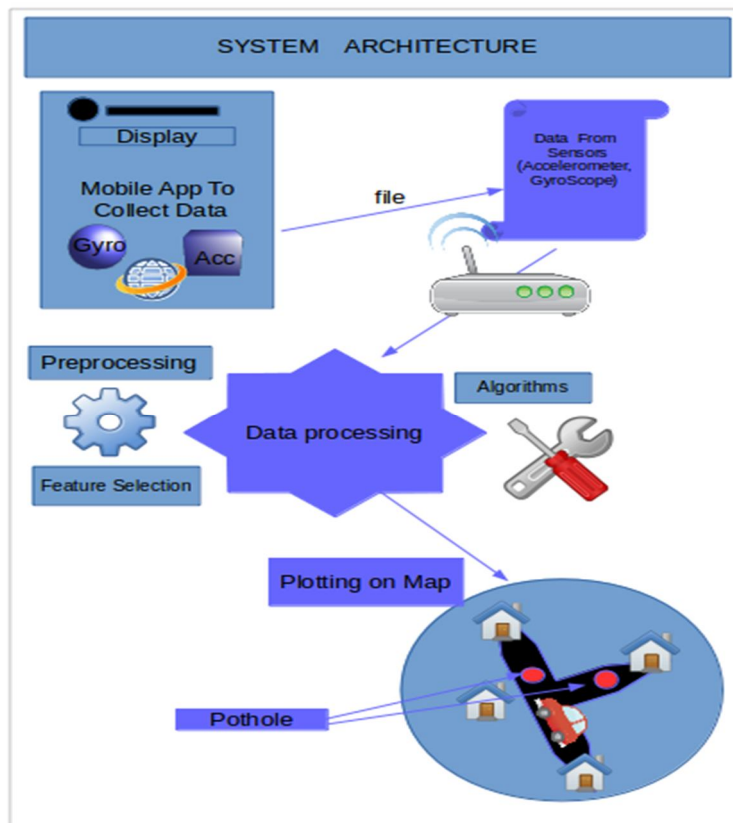 SYSTEM ARCHITECTURE
Display
Mobile App To
Collect Data
Gyro
Acc
file
Data From
Sensors
(Accelerometer,
GyroScope)
Preprocessing
Feature Selection
Data processing
Algorithms
Plotting on Map
Pothole